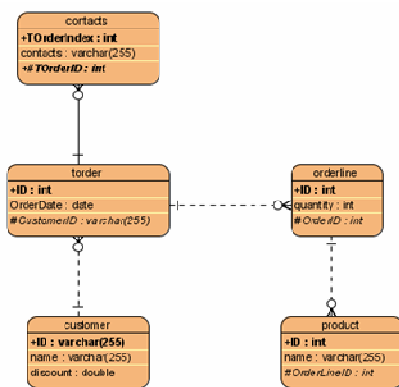 contacts
+TOrderIndex : int
contacts : varchar(255)
+# TOrderID : int
torder
+ID : int
OrderDate : date
#CustomerID : varchar(255)
orderline
+ID : int
quantity : int
#OrderID : int
customer
+ID : varchar(255)
name : varchar(255)
discount : double
product
+ID : int
name : varchar(255)
#OrderLineID : int